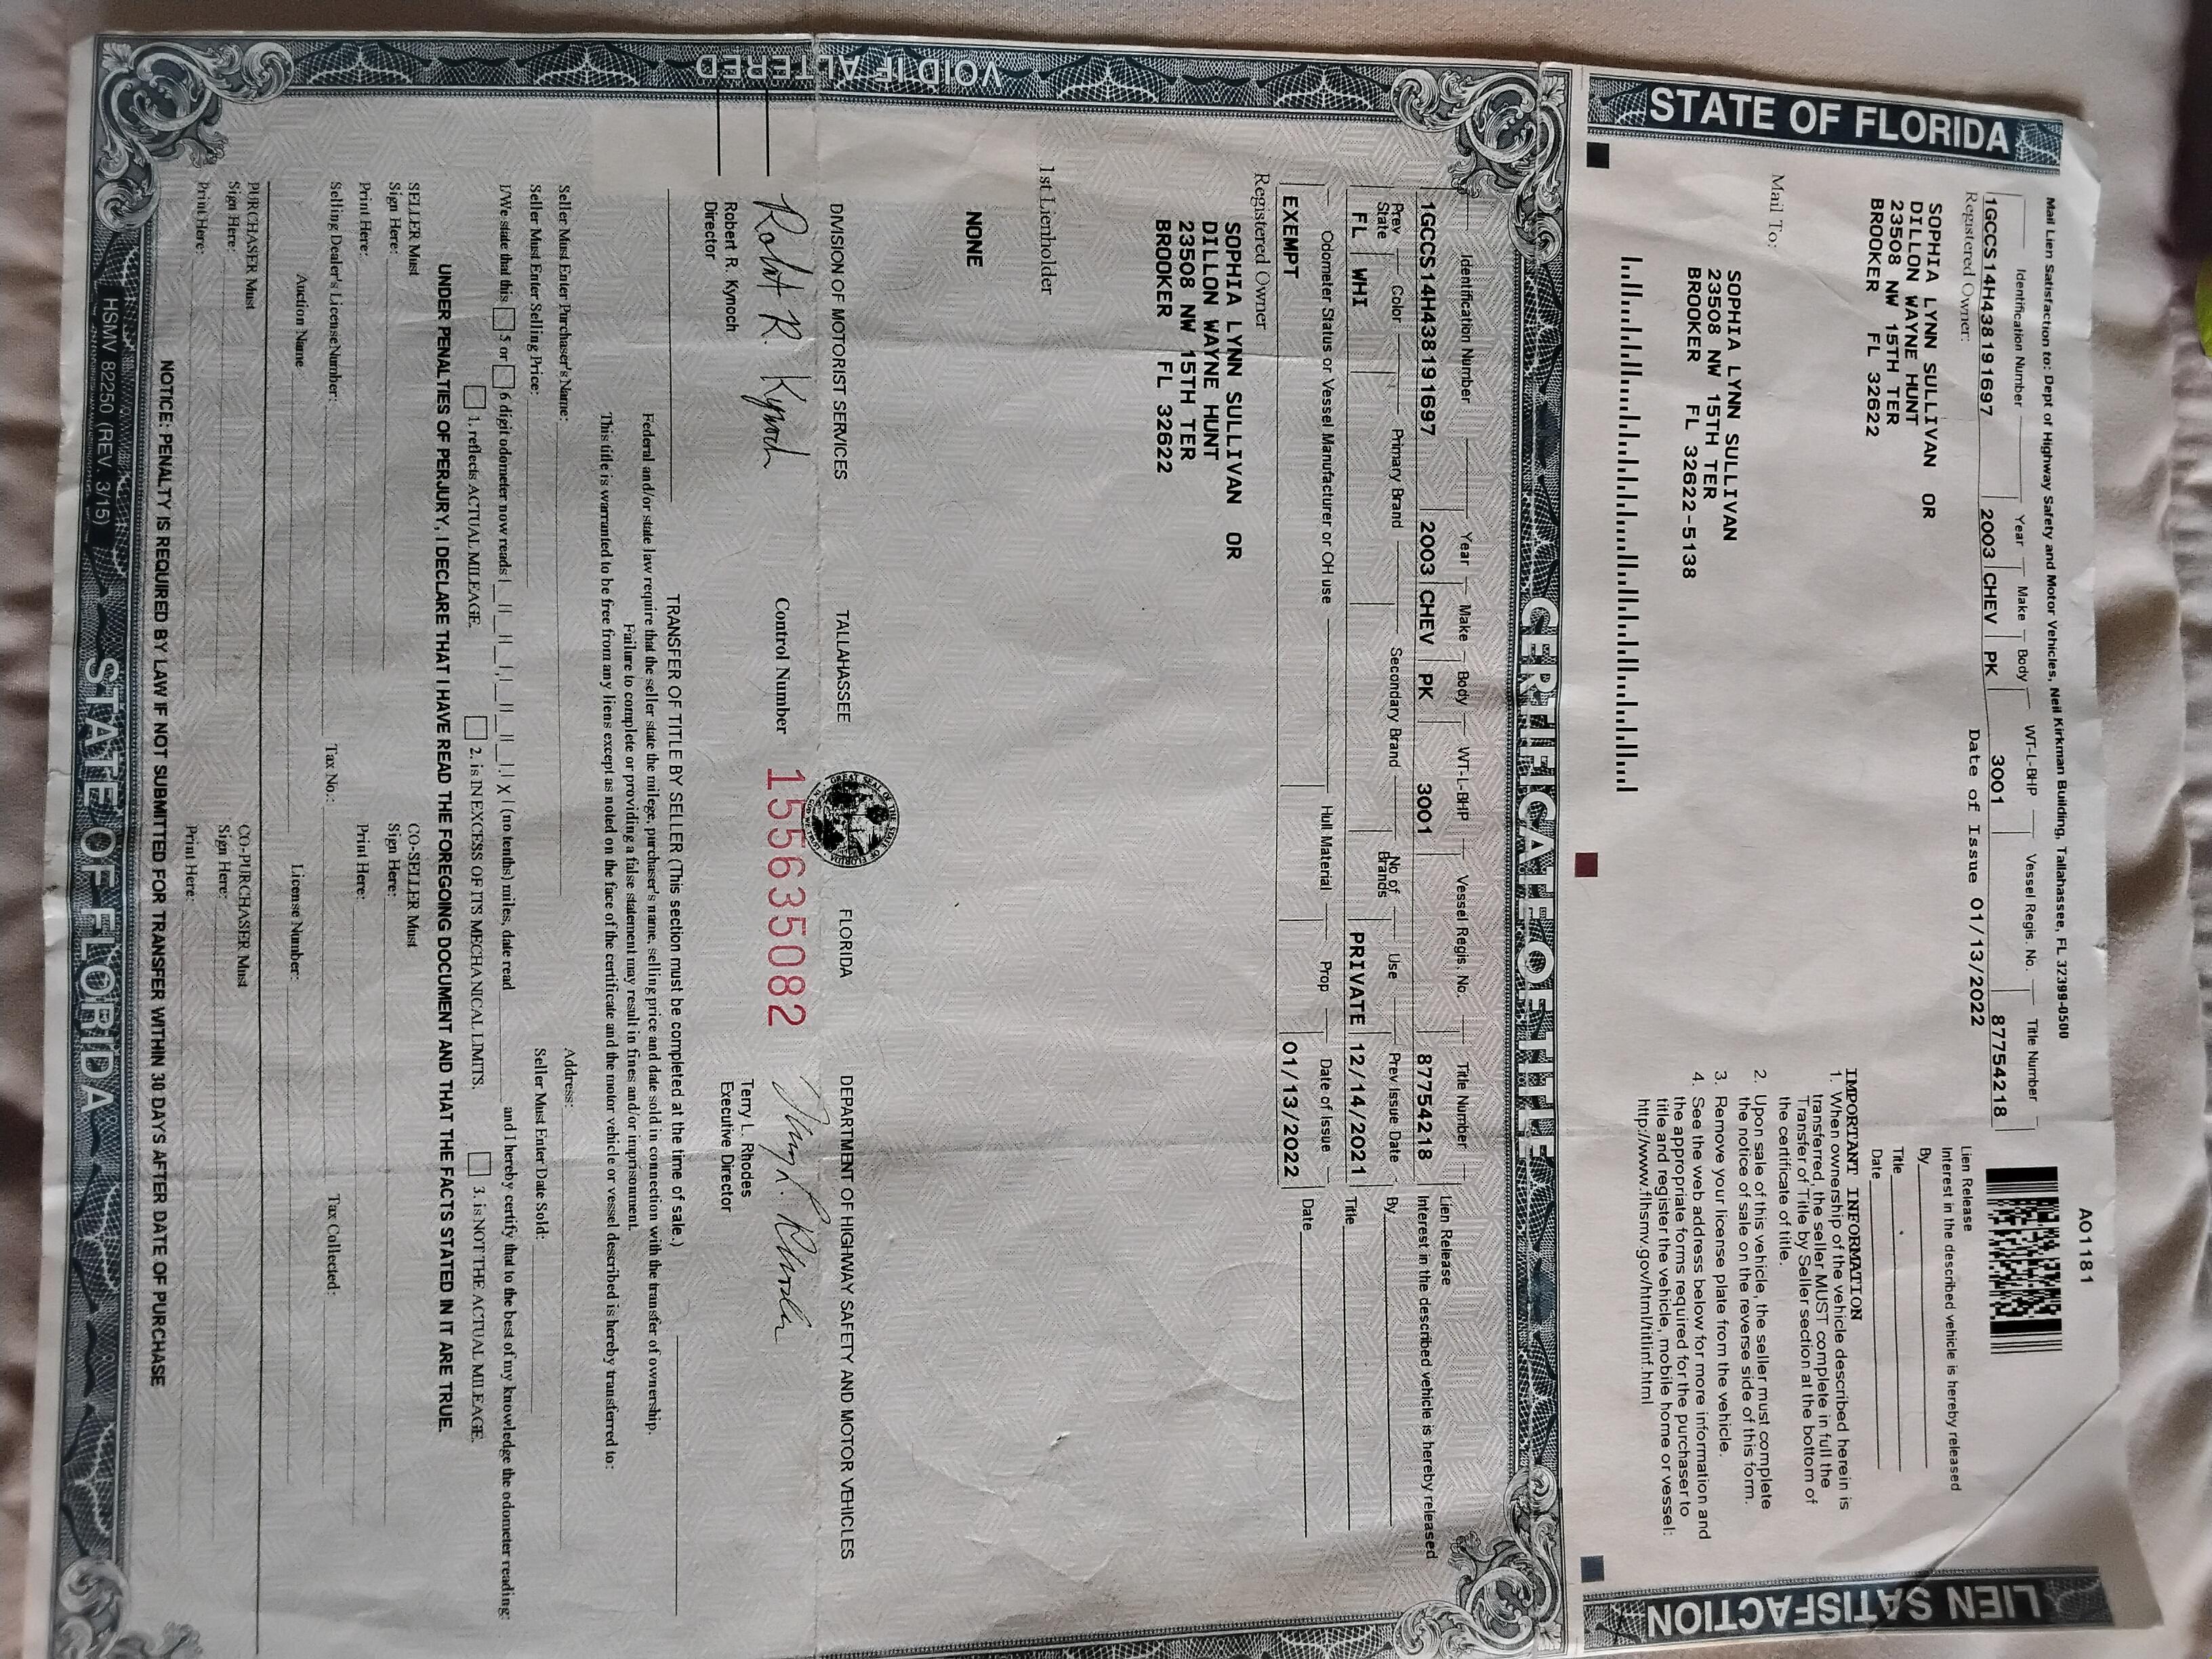 Mail Lien Satisfaction to: Dept of Highway Safety and Motor Vehicles, Neil Kirkman Building, Tallahassee, FL 32399-0500
A01181
STATE OF FLORIDA
LIEN SATISFACTION
Identification Number Year Make Body WT-L-BHP Vessel Regis. No. Title Number
1GCCS14H438191697 2003 CHEV PK 3001 87754218
Registered Owner:
Date of Issue 01/13/2022
SOPHIA LYNN SULLIVAN OR
DILLON WAYNE HUNT
23508 NW 15TH TER
BROOKER FL 32622
Lien Release
Interest in the described vehicle is hereby released
By
Title
Date
Mail To:
SOPHIA LYNN SULLIVAN
23508 NW 15TH TER
BROOKER FL 32622-5138
IMPORTANT INFORMATION
1. When ownership of the vehicle described herein is
transferred, the seller MUST complete in full the
Transfer of Title by Seller section at the bottom of
the certificate of title.
2. Upon sale of this vehicle, the seller must complete
the notice of sale on the reverse side of this form.
3. Remove your license plate from the vehicle.
4. See the web address below for more information and
the appropriate forms required for the purchaser to
title and register the vehicle, mobile home or vessel:
http://www.flhsmv.gov/html/titlinf.html
CERTIFICATE OF TITLE
Identification Number Year Make Body WT-L-BHP Vessel Regis. No. Title Number
1GCCS14H438191697 2003 CHEV PK 3001 87754218
Lien Release
Interest in the described vehicle is hereby released
Prev State Color Primary Brand Secondary Brand No of Brands Use Prev Issue Date
FL WHI PRIVATE 12/14/2021
By
Title
Odometer Status or Vessel Manufacturer or OH use Hull Material Prop Date of Issue
EXEMPT 01/13/2022
Date
Registered Owner
SOPHIA LYNN SULLIVAN OR
DILLON WAYNE HUNT
23508 NW 15TH TER
BROOKER FL 32622
1st Lienholder
NONE
DIVISION OF MOTORIST SERVICES TALLAHASSEE FLORIDA DEPARTMENT OF HIGHWAY SAFETY AND MOTOR VEHICLES
GREAT SEAL OF THE STATE OF FLORIDA
Robert R. Kynoch
Control Number 155635082
Terry L. Rhodes
Robert R. Kynoch
Director
Terry L. Rhodes
Executive Director
TRANSFER OF TITLE BY SELLER (This section must be completed at the time of sale.)
Federal and/or state law require that the seller state the milege, purchaser's name, selling price and date sold in connection with the transfer of ownership.
Failure to complete or providing a false statement may result in fines and/or imprisonment.
This title is warranted to be free from any liens except as noted on the face of the certificate and the motor vehicle or vessel described is hereby transferred to:
Seller Must Enter Purchaser's Name: Address:
Seller Must Enter Selling Price: Seller Must Enter Date Sold:
I/We state that this 5 or 6 digit odometer now reads X (no tenths) miles, date read and I hereby certify that to the best of my knowledge the odometer reading:
1. reflects ACTUAL MILEAGE. 2. is IN EXCESS OF ITS MECHANICAL LIMITS. 3. is NOT THE ACTUAL MILEAGE.
UNDER PENALTIES OF PERJURY, I DECLARE THAT I HAVE READ THE FOREGOING DOCUMENT AND THAT THE FACTS STATED IN IT ARE TRUE.
SELLER Must Sign Here: CO-SELLER Must Sign Here:
Print Here: Print Here:
Selling Dealer's License Number: Tax No.: Tax Collected:
Auction Name License Number:
PURCHASER Must Sign Here: CO-PURCHASER Must Sign Here:
Print Here: Print Here:
NOTICE: PENALTY IS REQUIRED BY LAW IF NOT SUBMITTED FOR TRANSFER WITHIN 30 DAYS AFTER DATE OF PURCHASE
HSMV 82250 (REV. 3/15)
STATE OF FLORIDA
VOID IF ALTERED